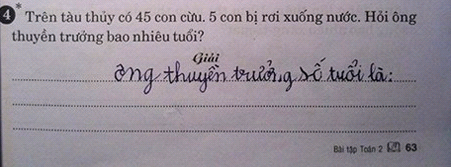 4* Trên tàu thủy có 45 con cừu. 5 con bị rơi xuống nước. Hỏi ông
thuyền trưởng bao nhiêu tuổi?
Giải
ông thuyền trưởng số tuổi là:
Bài tập Toán 2 63